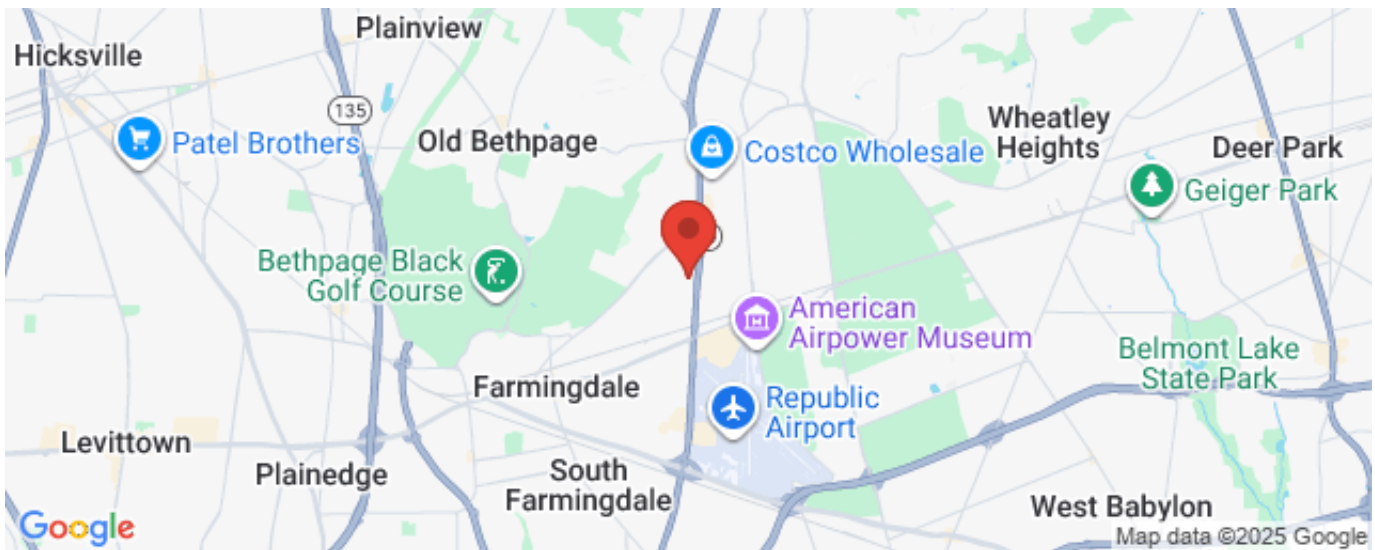 Plainview
Hicksville
135
Patel Brothers
Old Bethpage
Costco Wholesale
Wheatley
Heights
Deer Park
Geiger Park
Bethpage Black
Golf Course
American
Airpower Museum
Belmont Lake
State Park
Farmingdale
Republic
Airport
Levittown
Plainedge
South
Farmingdale
West Babylon
Google
Map data ©2025 Google